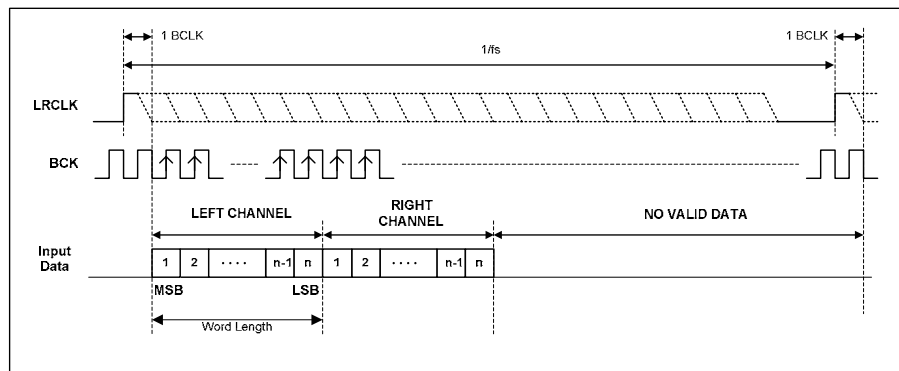 1 BCLK
1/fs
1 BCLK
LRCLK
BCK
LEFT CHANNEL
RIGHT
CHANNEL
NO VALID DATA
Input
Data
1 2 .... n-1 n 1 2 .... n-1 n
MSB
LSB
Word Length